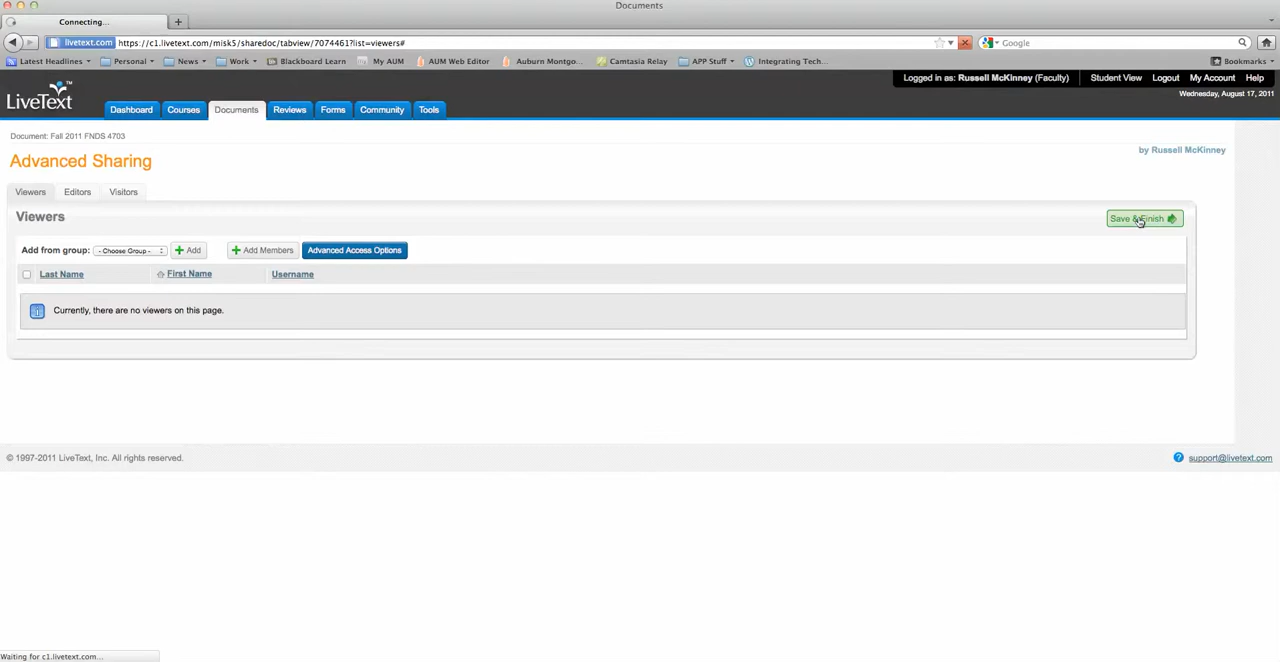 Documents
Connecting...
livetext.com https://c1.livetext.com/misk5/sharedoc/tabview/7074461?list=viewers#
Google
Latest Headlines Personal News Work Blackboard Learn My AUM AUM Web Editor Auburn Montgo... Camtasia Relay APP Stuff Integrating Tech... Bookmarks
Logged in as: Russell McKinney (Faculty) Student View Logout My Account Help
Wednesday, August 17, 2011
LiveText™
Dashboard Courses Documents Reviews Forms Community Tools
Document: Fall 2011 FNDS 4703
by Russell McKinney
Advanced Sharing
Viewers Editors Visitors
Viewers
Save & Finish
Add from group: - Choose Group - Add Add Members Advanced Access Options
Last Name First Name Username
Currently, there are no viewers on this page.
© 1997-2011 LiveText, Inc. All rights reserved.
support@livetext.com
Waiting for c1.livetext.com...